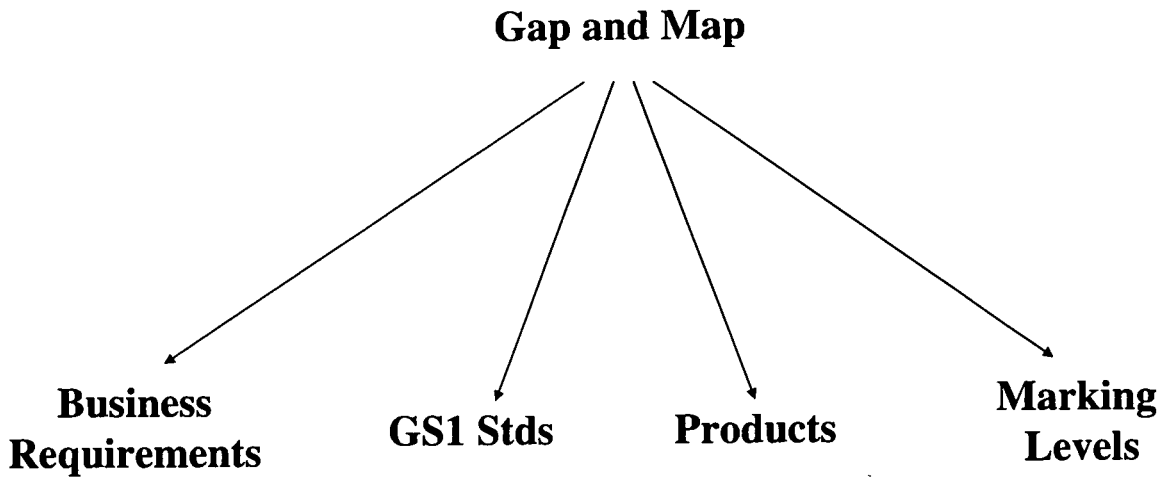 Gap and Map
Business
Requirements
GS1 Stds
Products
Marking
Levels